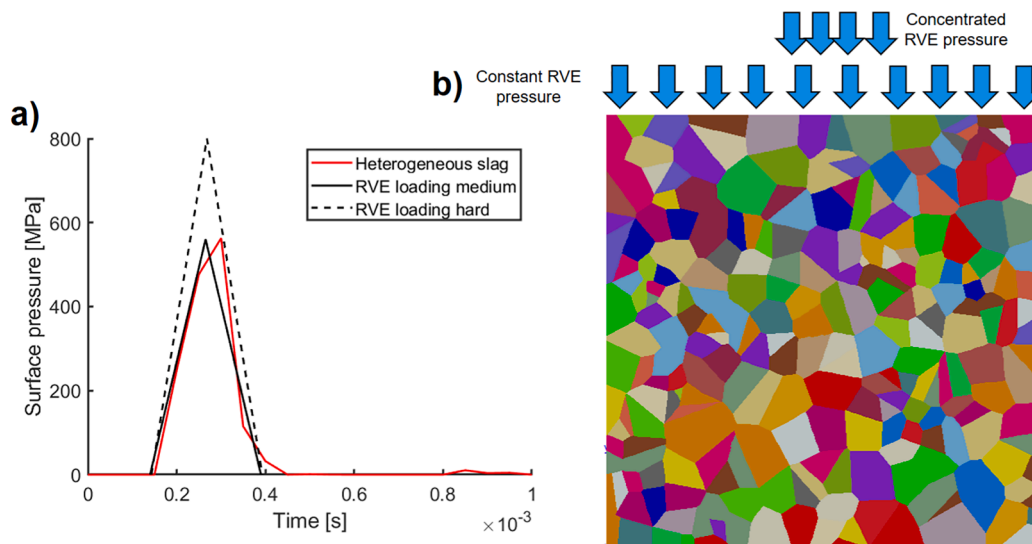 a)
800
600
400
200
0
Surface pressure [MPa]
Heterogeneous slag
RVE loading medium
RVE loading hard
0
0.2
0.4
0.6
0.8
1
Time [s]
×10-3
b)
Constant RVE
pressure
Concentrated
RVE pressure